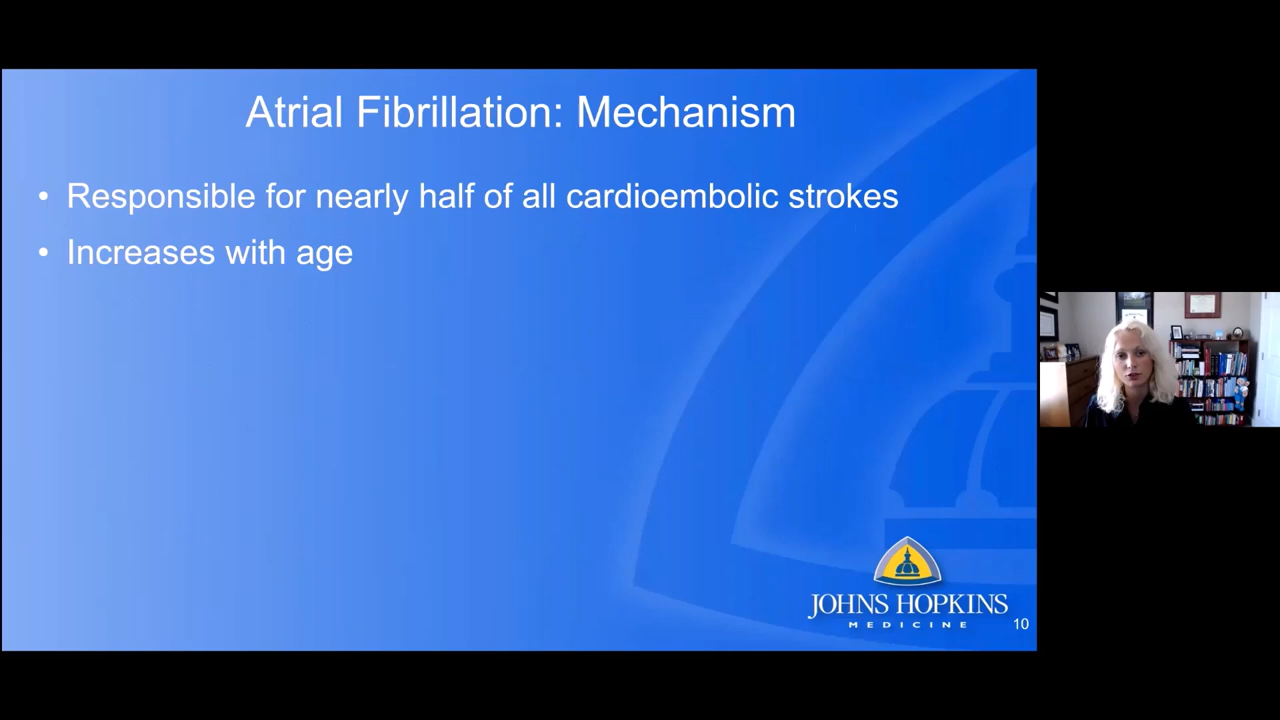 Atrial Fibrillation: Mechanism
• Responsible for nearly half of all cardioembolic strokes
• Increases with age
JOHNS HOPKINS
MEDICINE
10